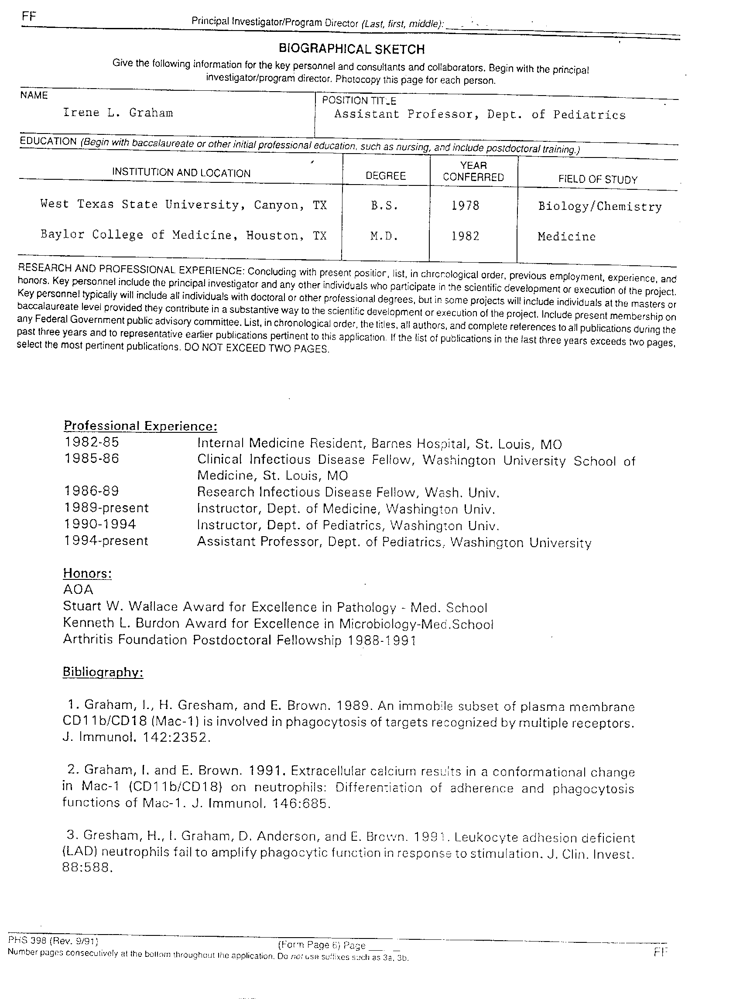 FF
Principal Investigator/Program Director (Last, first, middle):
BIOGRAPHICAL SKETCH
Give the following information for the key personnel and consultants and collaborators. Begin with the principal
investigator/program director. Photocopy this page for each person.
NAME
POSITION TITLE
Irene L. Graham
Assistant Professor, Dept. of Pediatrics
EDUCATION (Begin with baccalaureate or other initial professional education, such as nursing, and include postdoctoral training.)
INSTITUTION AND LOCATION DEGREE YEAR CONFERRED FIELD OF STUDY
West Texas State University, Canyon, TX B.S. 1978 Biology/Chemistry
Baylor College of Medicine, Houston, TX M.D. 1982 Medicine
RESEARCH AND PROFESSIONAL EXPERIENCE: Concluding with present position, list, in chronological order, previous employment, experience, and
honors. Key personnel include the principal investigator and any other individuals who participate in the scientific development or execution of the project.
Key personnel typically will include all individuals with doctoral or other professional degrees, but in some projects will include individuals at the masters or
baccalaureate level provided they contribute in a substantive way to the scientific development or execution of the project. Include present membership on
any Federal Government public advisory committee. List, in chronological order, the titles, all authors, and complete references to all publications during the
past three years and to representative earlier publications pertinent to this application. If the list of publications in the last three years exceeds two pages,
select the most pertinent publications. DO NOT EXCEED TWO PAGES.
Professional Experience:
1982-85 Internal Medicine Resident, Barnes Hospital, St. Louis, MO
1985-86 Clinical Infectious Disease Fellow, Washington University School of
Medicine, St. Louis, MO
1986-89 Research Infectious Disease Fellow, Wash. Univ.
1989-present Instructor, Dept. of Medicine, Washington Univ.
1990-1994 Instructor, Dept. of Pediatrics, Washington Univ.
1994-present Assistant Professor, Dept. of Pediatrics, Washington University
Honors:
AOA
Stuart W. Wallace Award for Excellence in Pathology - Med. School
Kenneth L. Burdon Award for Excellence in Microbiology-Med.School
Arthritis Foundation Postdoctoral Fellowship 1988-1991
Bibliography:
1. Graham, I., H. Gresham, and E. Brown. 1989. An immobile subset of plasma membrane
CD11b/CD18 (Mac-1) is involved in phagocytosis of targets recognized by multiple receptors.
J. Immunol. 142:2352.
2. Graham, I. and E. Brown. 1991. Extracellular calcium results in a conformational change
in Mac-1 (CD11b/CD18) on neutrophils: Differentiation of adherence and phagocytosis
functions of Mac-1. J. Immunol. 146:685.
3. Gresham, H., I. Graham, D. Anderson, and E. Brown. 1991. Leukocyte adhesion deficient
(LAD) neutrophils fail to amplify phagocytic function in response to stimulation. J. Clin. Invest.
88:588.
PHS 398 (Rev. 9/91) (Form Page 6) Page FF
Number pages consecutively at the bottom throughout the application. Do not use suffixes such as 3a, 3b.